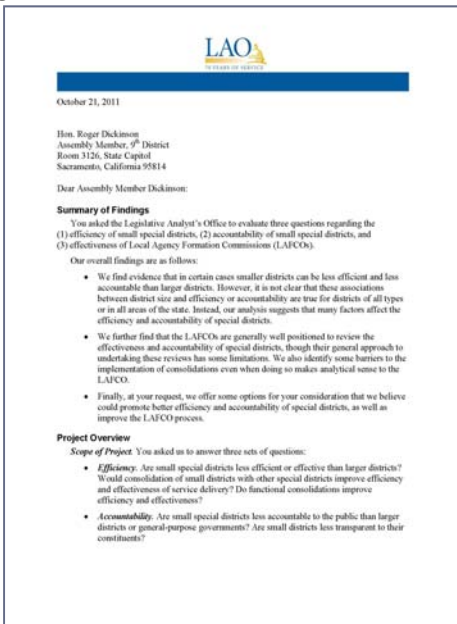 LAO
70 YEARS OF SERVICE
October 21, 2011
Hon. Roger Dickinson
Assembly Member, 9th District
Room 3126, State Capitol
Sacramento, California 95814
Dear Assembly Member Dickinson:
Summary of Findings
You asked the Legislative Analyst's Office to evaluate three questions regarding the
(1) efficiency of small special districts, (2) accountability of small special districts, and
(3) effectiveness of Local Agency Formation Commissions (LAFCOs).
Our overall findings are as follows:
• We find evidence that in certain cases smaller districts can be less efficient and less
accountable than larger districts. However, it is not clear that these associations
between district size and efficiency or accountability are true for districts of all types
or in all areas of the state. Instead, our analysis suggests that many factors affect the
efficiency and accountability of special districts.
• We further find that the LAFCOs are generally well positioned to review the
effectiveness and accountability of special districts, though their general approach to
undertaking these reviews has some limitations. We also identify some barriers to the
implementation of consolidations even when doing so makes analytical sense to the
LAFCO.
• Finally, at your request, we offer some options for your consideration that we believe
could promote better efficiency and accountability of special districts, as well as
improve the LAFCO process.
Project Overview
Scope of Project. You asked us to answer three sets of questions:
• Efficiency. Are small special districts less efficient or effective than larger districts?
Would consolidation of small districts with other special districts improve efficiency
and effectiveness of service delivery? Do functional consolidations improve
efficiency and effectiveness?
• Accountability. Are small special districts less accountable to the public than larger
districts or general-purpose governments? Are small districts less transparent to their
constituents?